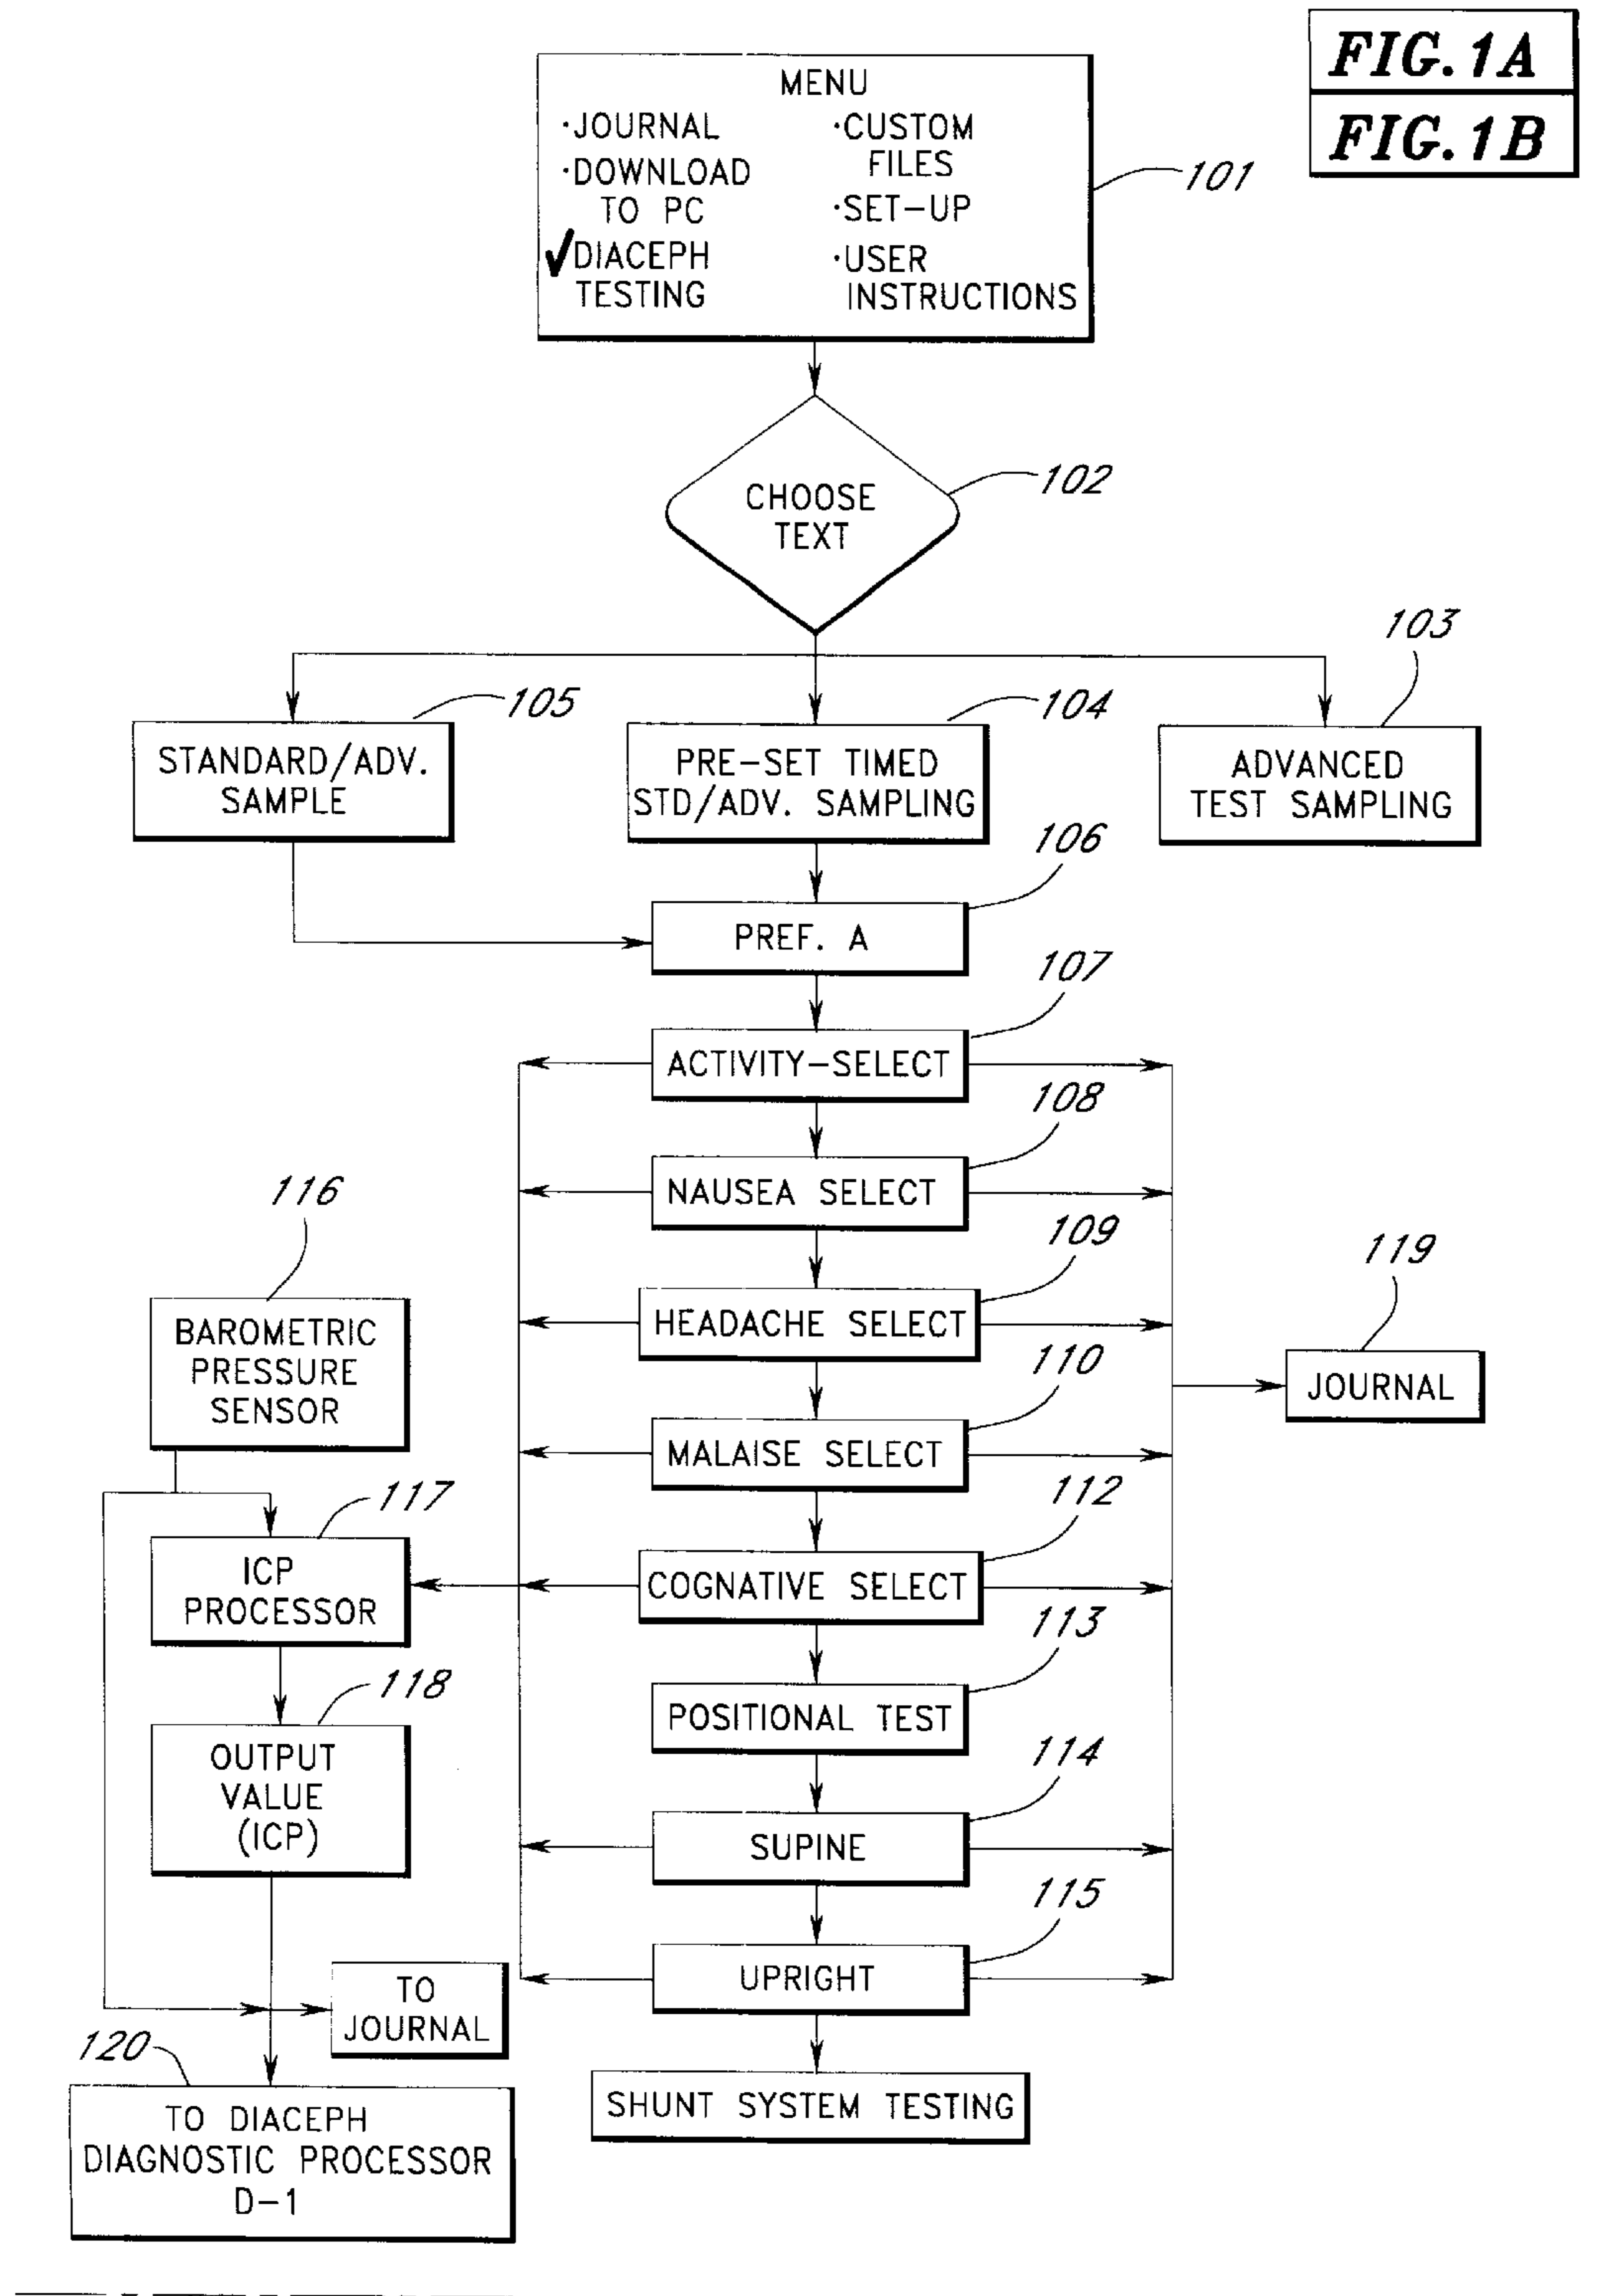 FIG. 1A
FIG. 1B
MENU
·JOURNAL
·DOWNLOAD
TO PC
✓DIACEPH
TESTING
·CUSTOM
FILES
·SET-UP
·USER
INSTRUCTIONS
101
CHOOSE
TEXT
102
103
105
104
STANDARD/ADV.
SAMPLE
PRE-SET TIMED
STD/ADV. SAMPLING
ADVANCED
TEST SAMPLING
106
PREF. A
107
ACTIVITY-SELECT
108
NAUSEA SELECT
116
109
119
BAROMETRIC
PRESSURE
SENSOR
HEADACHE SELECT
110
JOURNAL
MALAISE SELECT
117
112
ICP
PROCESSOR
COGNATIVE SELECT
113
118
POSITIONAL TEST
OUTPUT
VALUE
(ICP)
114
SUPINE
115
UPRIGHT
TO
JOURNAL
120
TO DIACEPH
DIAGNOSTIC PROCESSOR
D-1
SHUNT SYSTEM TESTING